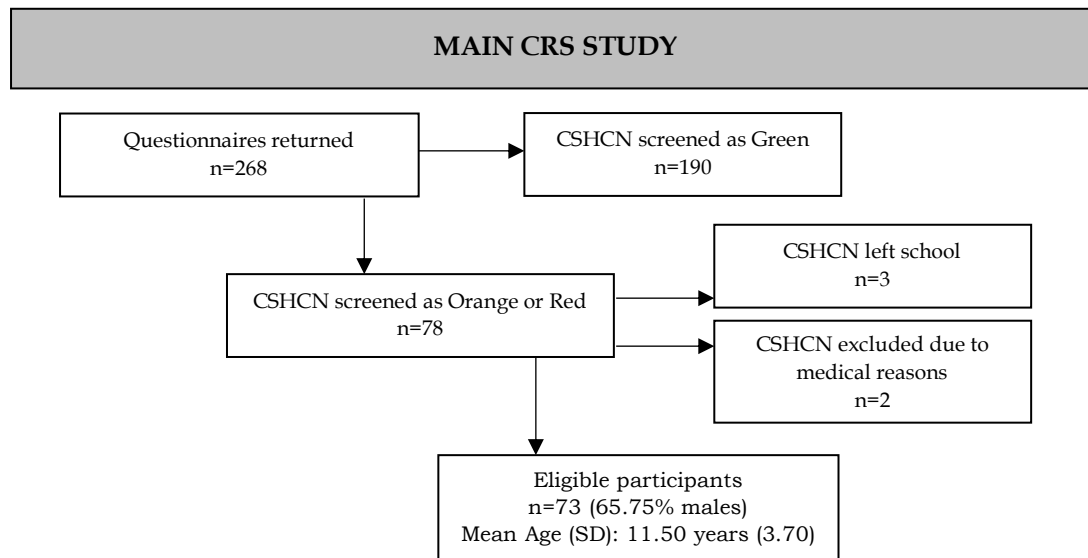 MAIN CRS STUDY
Questionnaires returned
n=268
CSHCN screened as Green
n=190
CSHCN left school
n=3
CSHCN screened as Orange or Red
n=78
CSHCN excluded due to
medical reasons
n=2
Eligible participants
n=73 (65.75% males)
Mean Age (SD): 11.50 years (3.70)